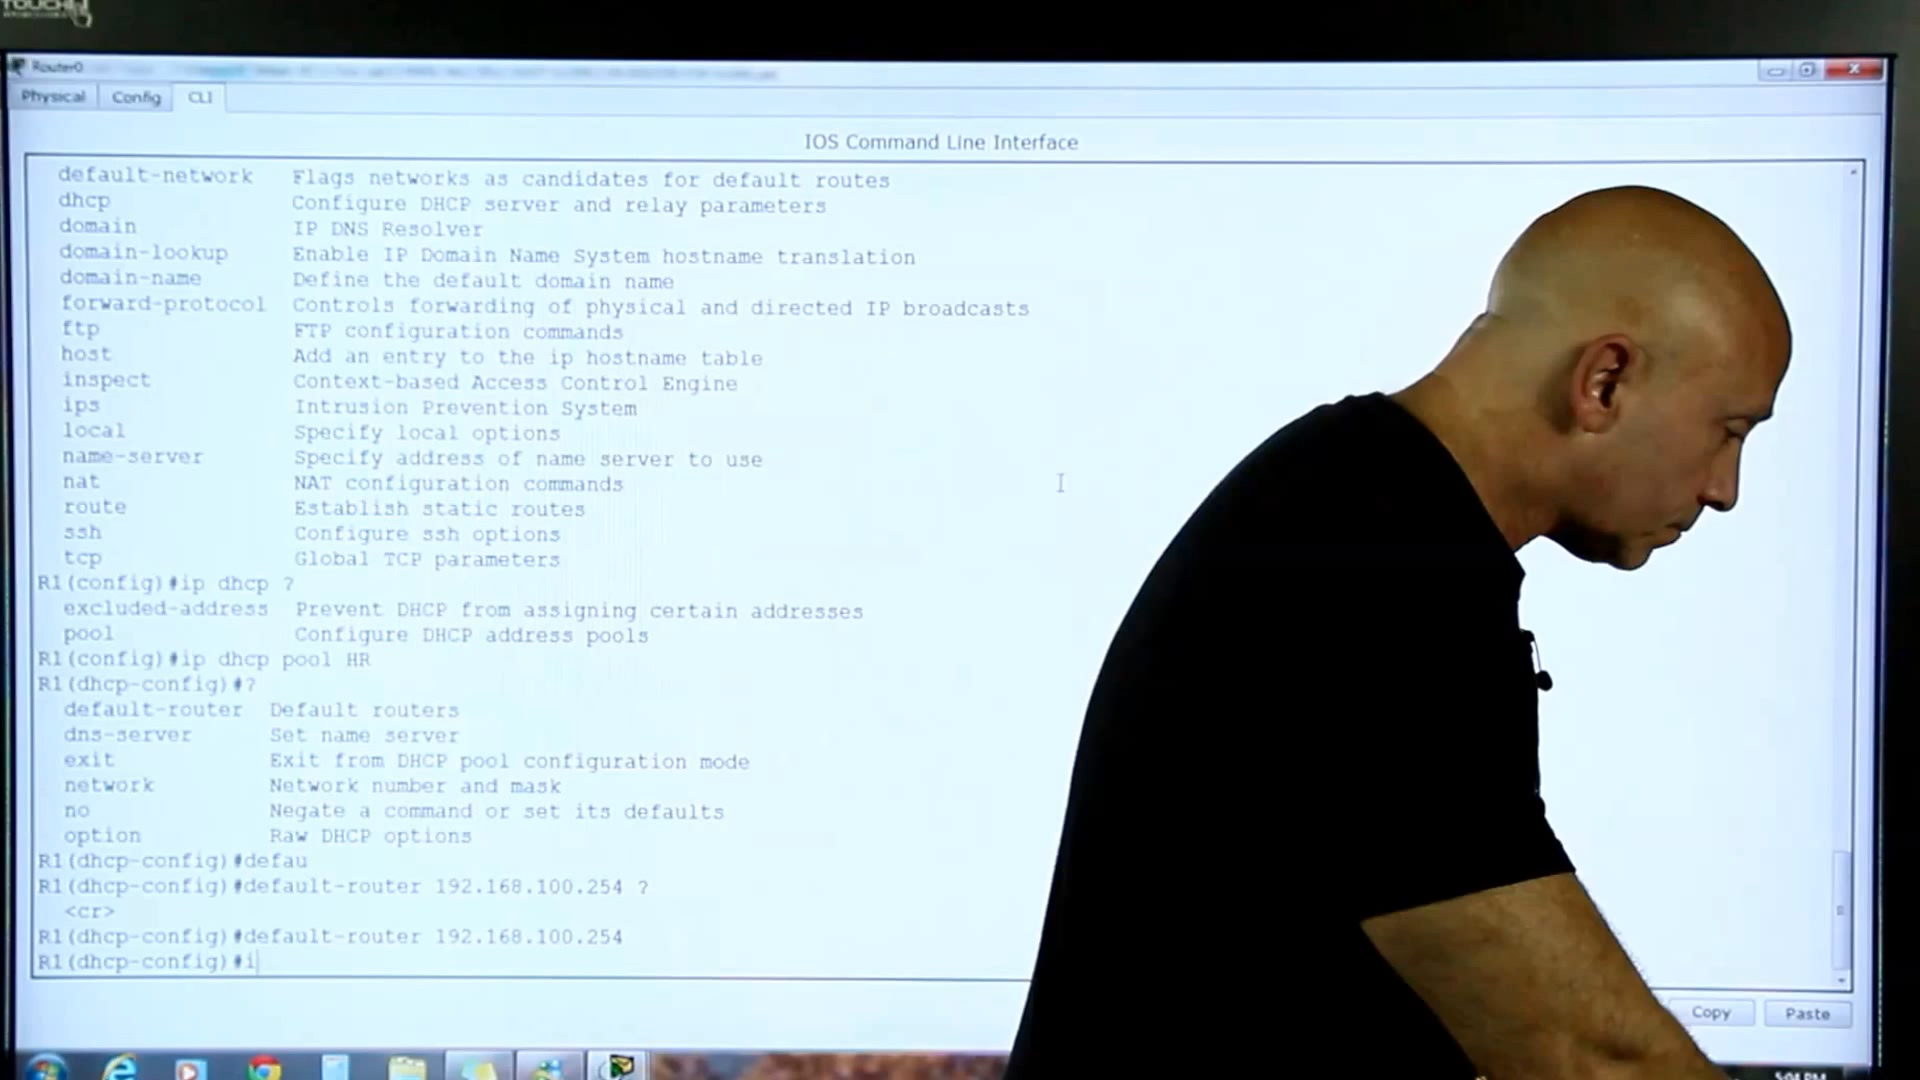 TOUCH
Router0
Physical Config CLI
IOS Command Line Interface
default-network Flags networks as candidates for default routes
dhcp Configure DHCP server and relay parameters
domain IP DNS Resolver
domain-lookup Enable IP Domain Name System hostname translation
domain-name Define the default domain name
forward-protocol Controls forwarding of physical and directed IP broadcasts
ftp FTP configuration commands
host Add an entry to the ip hostname table
inspect Context-based Access Control Engine
ips Intrusion Prevention System
local Specify local options
name-server Specify address of name server to use
nat NAT configuration commands
route Establish static routes
ssh Configure ssh options
tcp Global TCP parameters
R1(config)#ip dhcp ?
excluded-address Prevent DHCP from assigning certain addresses
pool Configure DHCP address pools
R1(config)#ip dhcp pool HR
R1(dhcp-config)#?
default-router Default routers
dns-server Set name server
exit Exit from DHCP pool configuration mode
network Network number and mask
no Negate a command or set its defaults
option Raw DHCP options
R1(dhcp-config)#defau
R1(dhcp-config)#default-router 192.168.100.254 ?
<cr>
R1(dhcp-config)#default-router 192.168.100.254
R1(dhcp-config)#i
Copy Paste
5:04 PM